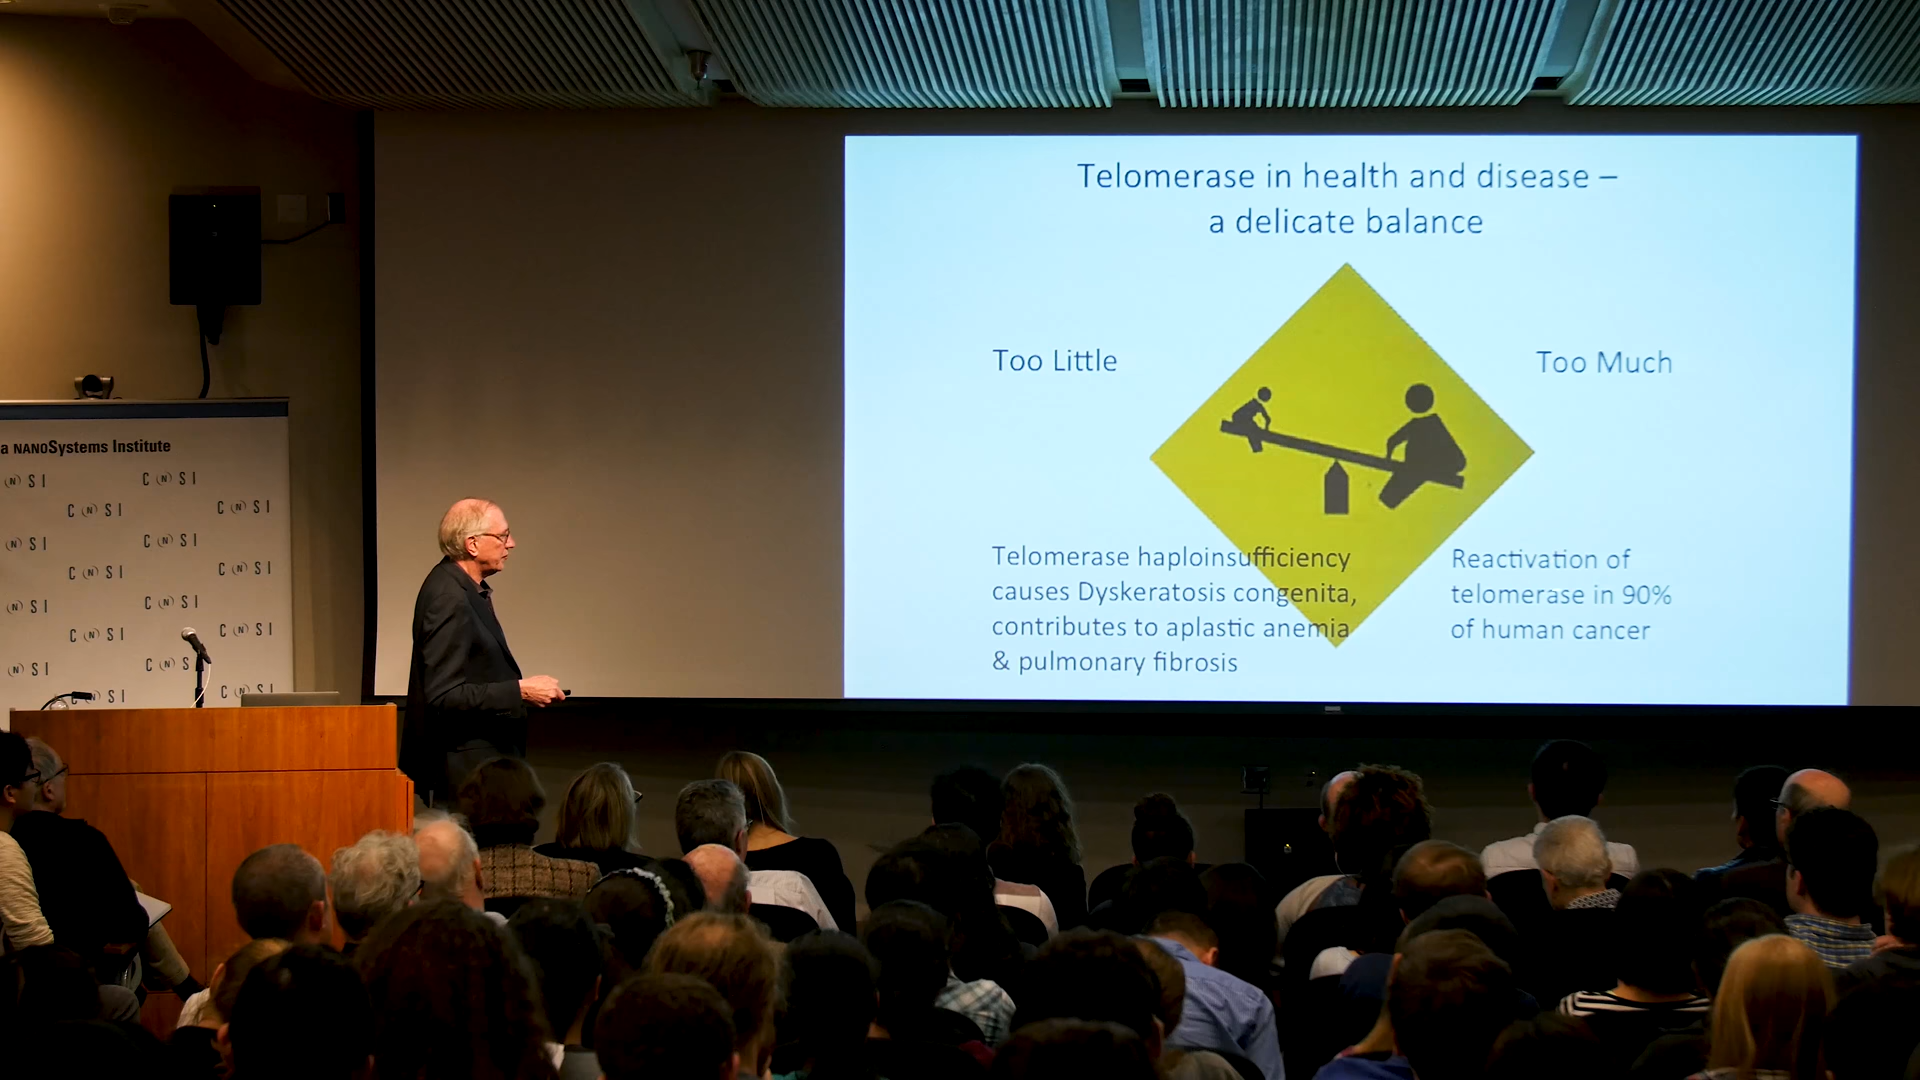 Telomerase in health and disease –
a delicate balance
Too Little
Too Much
Telomerase haploinsufficiency
causes Dyskeratosis congenita,
contributes to aplastic anemia
& pulmonary fibrosis
Reactivation of
telomerase in 90%
of human cancer
a NANOSystems Institute
(N) S I
C (N) S I
C (N) S I
C (N) S I
(N) S I
C (N) S I
C (N) S I
C (N) S I
(N) S I
C (N) S I
C (N) S I
C (N) S I
(N) S I
C (N) S
C (N) S I
(N) S I